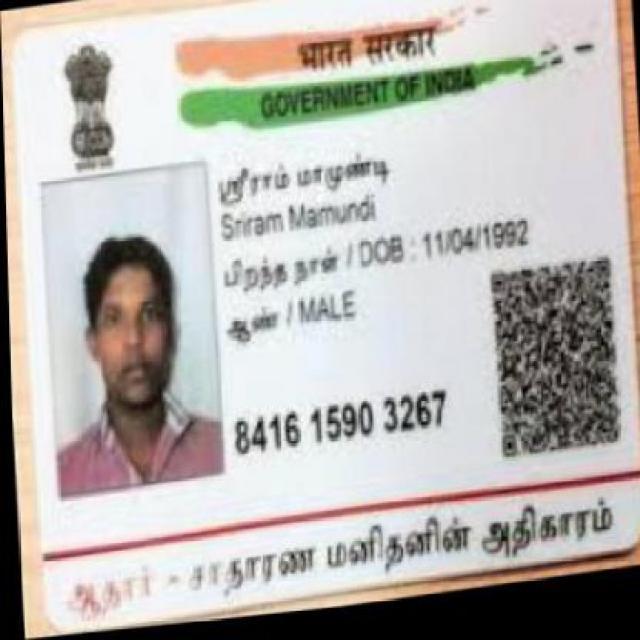 भारत सरकार
GOVERNMENT OF INDIA
ஸ்ரீராம் மாமுண்டி
Sriram Mamundi
பிறந்த நாள் / DOB : 11/04/1992
ஆண் / MALE
8416 1590 3267
ஆதார் - சாதாரண மனிதனின் அதிகாரம்